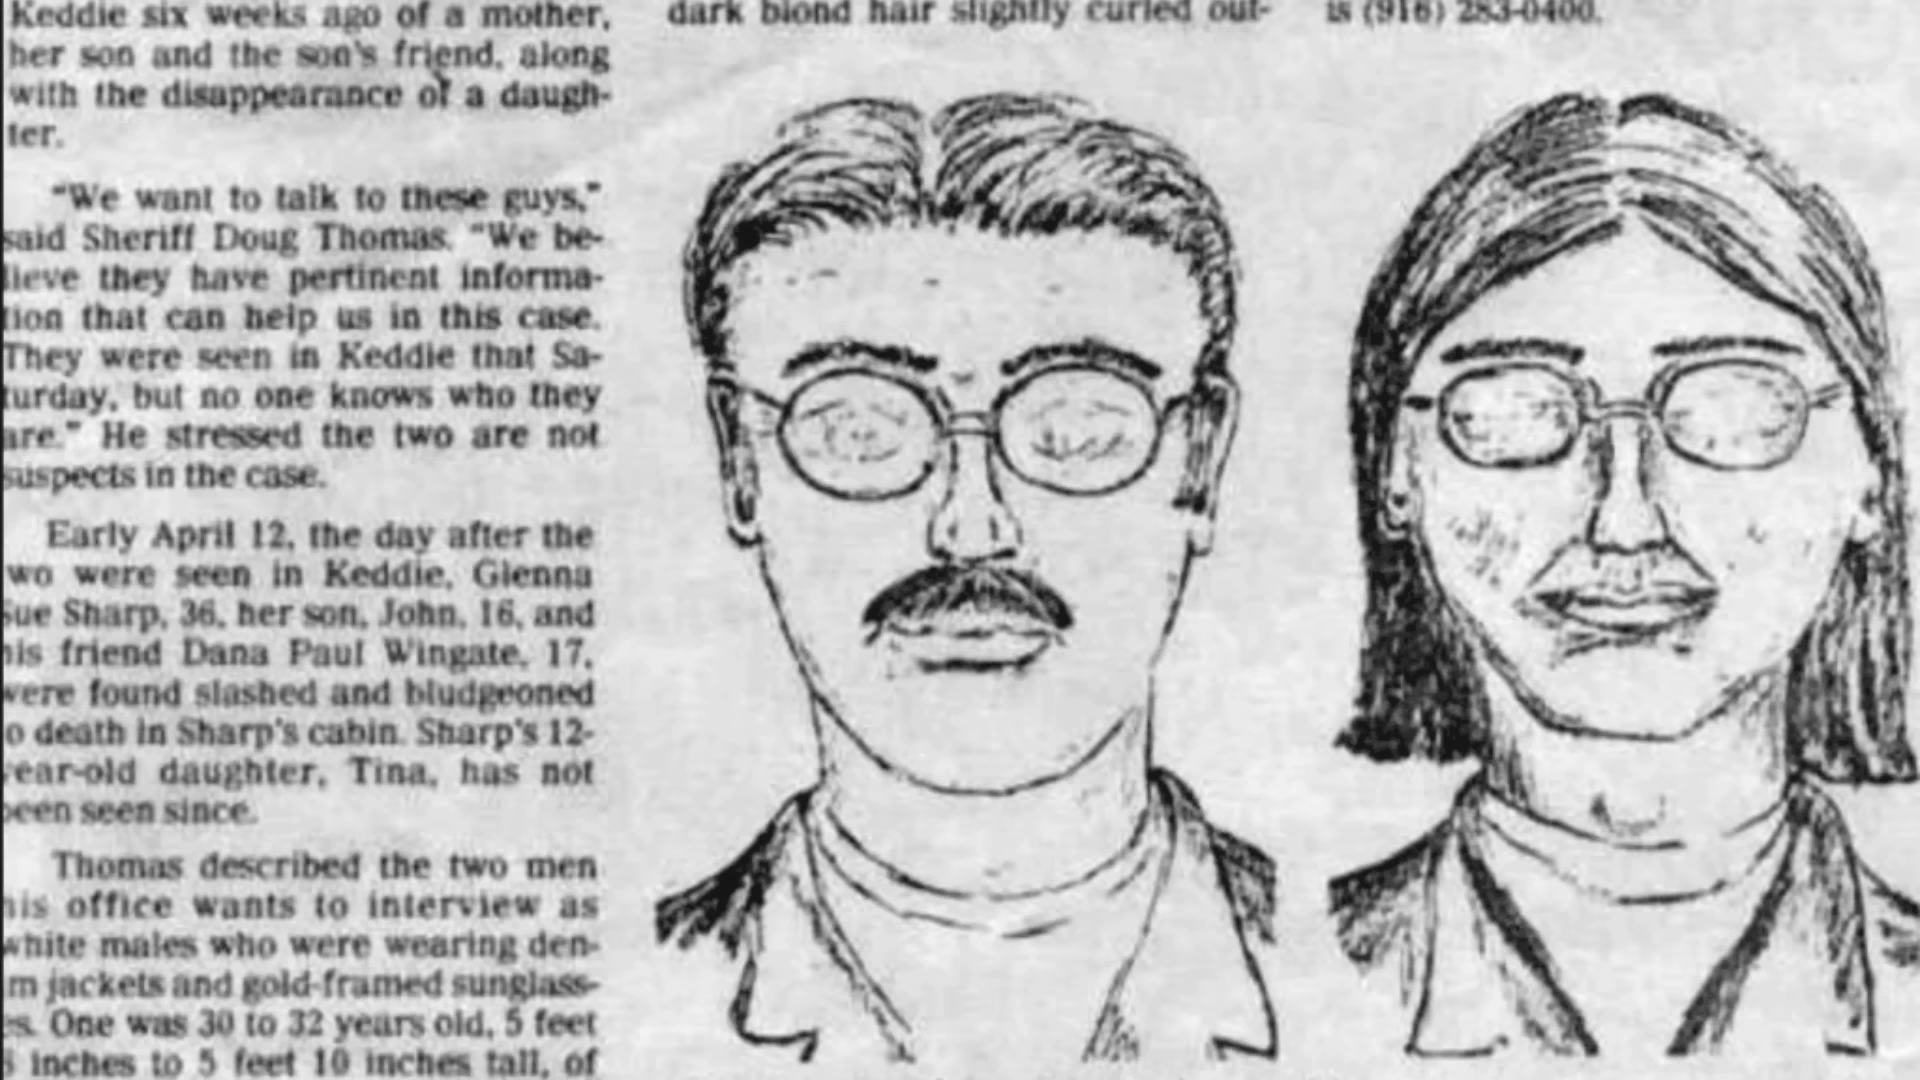 Keddie six weeks ago of a mother,
her son and the son's friend, along
with the disappearance of a daugh-
ter.
"We want to talk to these guys,"
said Sheriff Doug Thomas. "We be-
lieve they have pertinent informa-
tion that can help us in this case.
They were seen in Keddie that Sa-
turday, but no one knows who they
are." He stressed the two are not
suspects in the case.
Early April 12, the day after the
two were seen in Keddie, Glenna
Sue Sharp, 36, her son, John, 16, and
his friend Dana Paul Wingate, 17,
were found slashed and bludgeoned
to death in Sharp's cabin. Sharp's 12-
year-old daughter, Tina, has not
been seen since.
Thomas described the two men
his office wants to interview as
white males who were wearing den-
im jackets and gold-framed sunglass-
es. One was 30 to 32 years old, 5 feet
inches to 5 feet 10 inches tall, of
dark blond hair slightly curled out-
is (916) 283-0400.